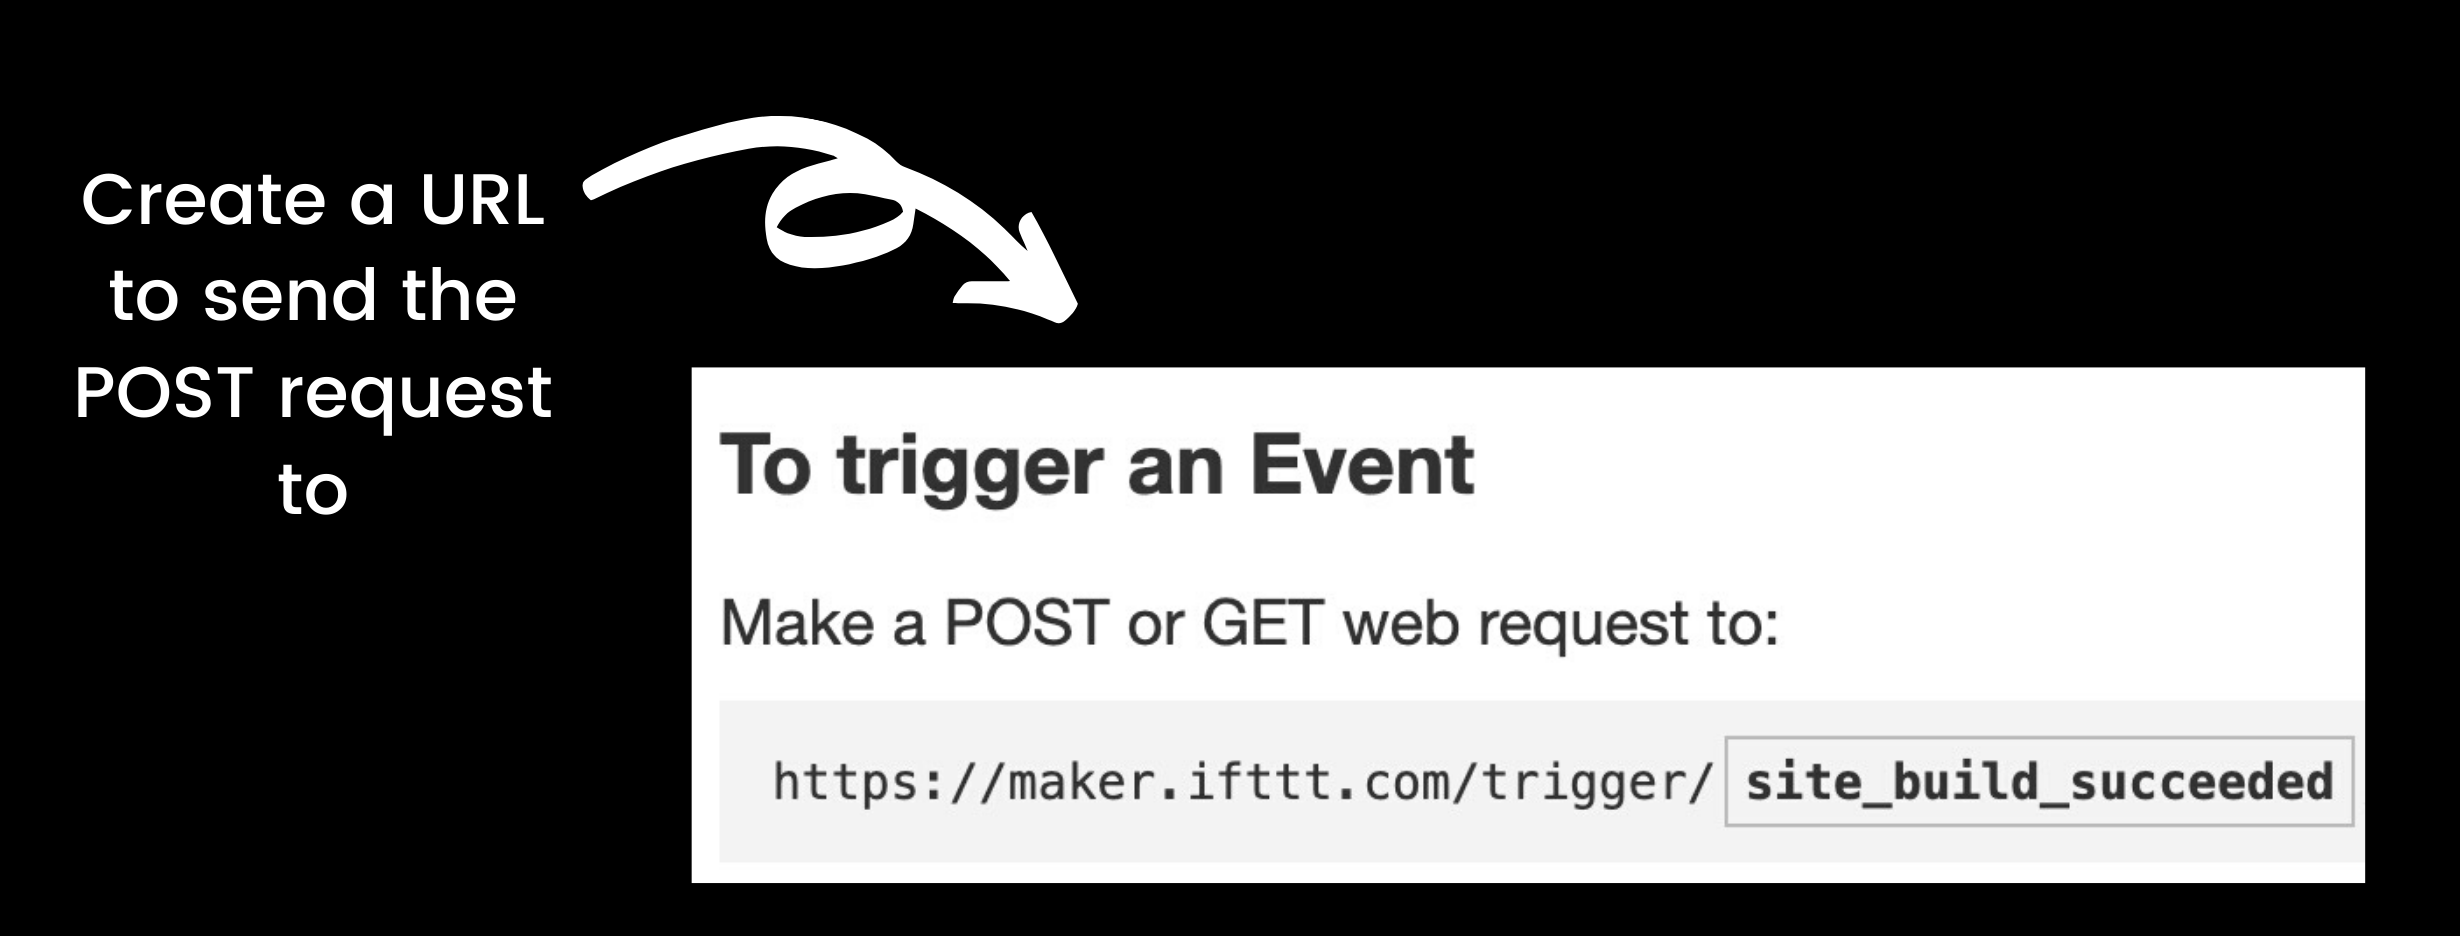 Create a URL
to send the
POST request
to
To trigger an Event
Make a POST or GET web request to:
https://maker.ifttt.com/trigger/ site_build_succeeded